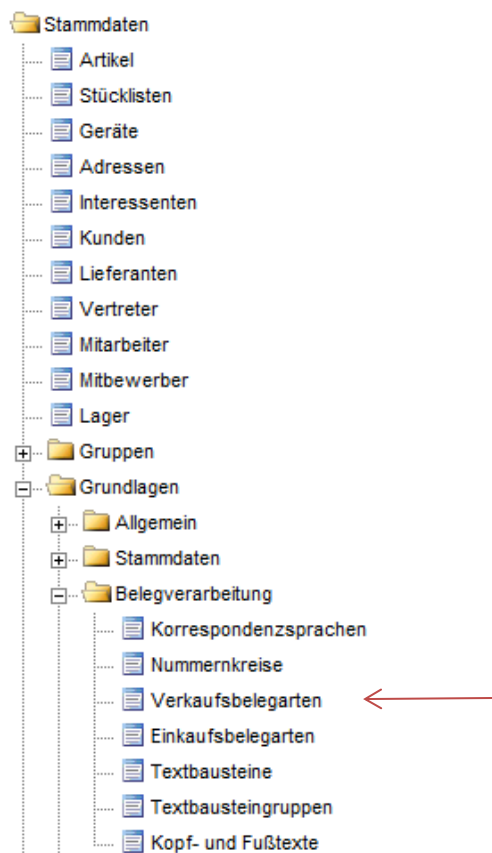 Stammdaten
Artikel
Stücklisten
Geräte
Adressen
Interessenten
Kunden
Lieferanten
Vertreter
Mitarbeiter
Mitbewerber
Lager
Gruppen
Grundlagen
Allgemein
Stammdaten
Belegverarbeitung
Korrespondenzsprachen
Nummernkreise
Verkaufsbelegarten
Einkaufsbelegarten
Textbausteine
Textbausteingruppen
Kopf- und Fußtexte